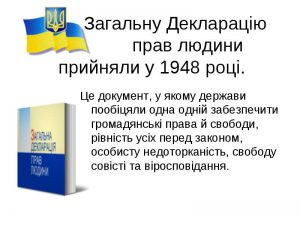 Загальну Декларацію
прав людини
прийняли у 1948 році.
Це документ, у якому держави
пообіцяли одна одній забезпечити
громадянські права й свободи,
рівність усіх перед законом,
особисту недоторканість, свободу
совісті та віросповідання.
ЗАГАЛЬНА
ДЕКЛАРАЦІЯ
ПРАВ
ЛЮДИНИ